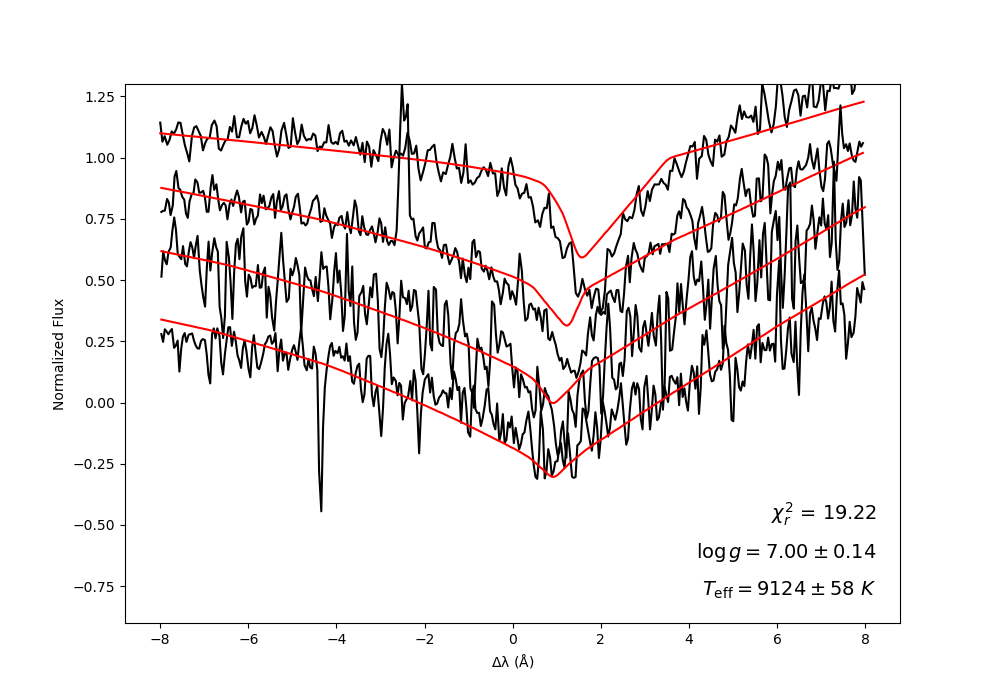 1.25
1.00
0.75
0.50
0.25
0.00
−0.25
−0.50
−0.75
Normalized Flux
χ²ᵣ = 19.22
log g = 7.00 ± 0.14
T_eff = 9124 ± 58 K
−8 −6 −4 −2 0 2 4 6 8
Δλ (Å)